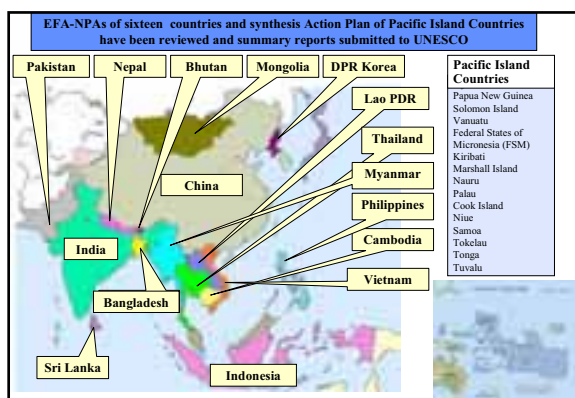 EFA-NPAs of sixteen countries and synthesis Action Plan of Pacific Island Countries
have been reviewed and summary reports submitted to UNESCO
Pakistan
Nepal
Bhutan
Mongolia
DPR Korea
Lao PDR
Thailand
China
Myanmar
Philippines
India
Cambodia
Bangladesh
Vietnam
Sri Lanka
Indonesia
Pacific Island
Countries
Papua New Guinea
Solomon Island
Vanuatu
Federal States of
Micronesia (FSM)
Kiribati
Marshall Island
Nauru
Palau
Cook Island
Niue
Samoa
Tokelau
Tonga
Tuvalu